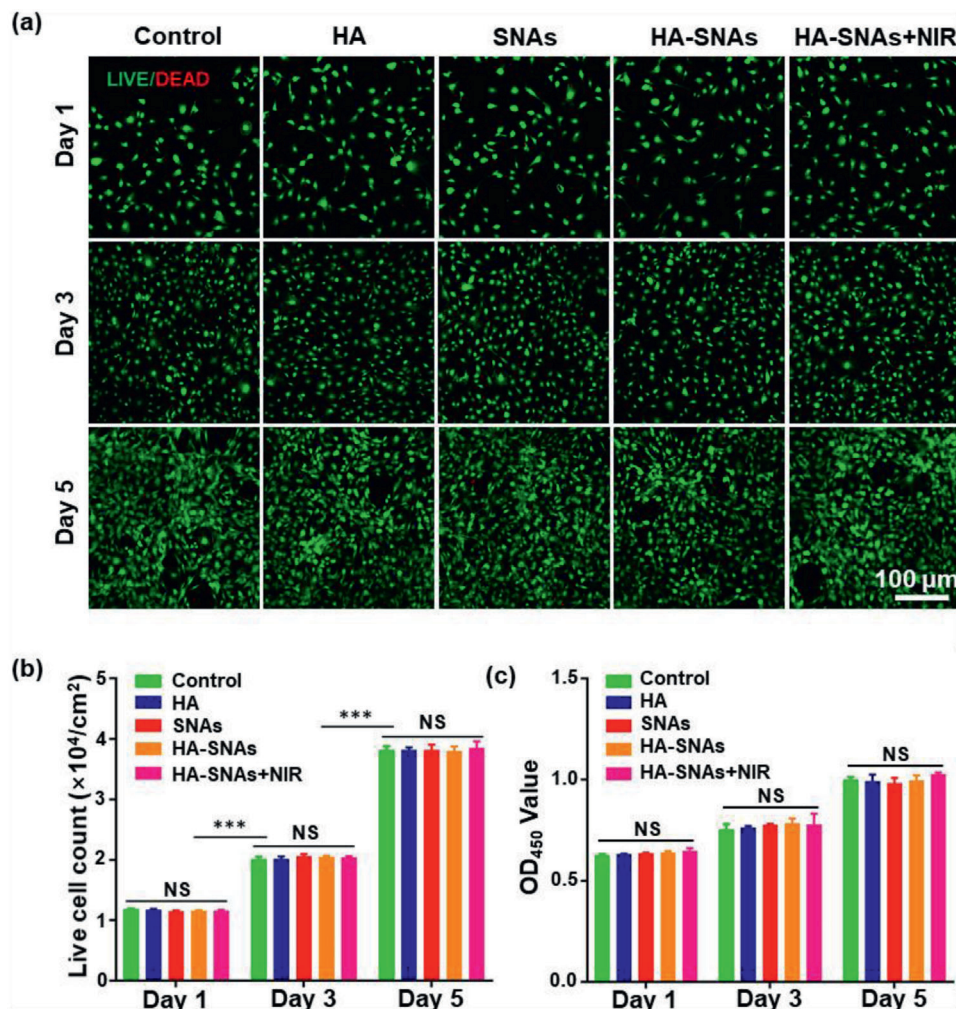 (a)
Control HA SNAs HA-SNAs HA-SNAs+NIR
LIVE/DEAD
Day 1
Day 3
Day 5
100 μm
(b)
Live cell count (×10⁴/cm²)
5
4
3
2
1
0
Control
HA
SNAs
HA-SNAs
HA-SNAs+NIR
NS
***
NS
***
NS
Day 1 Day 3 Day 5
(c)
OD₄₅₀ Value
1.5
1.0
0.5
0.0
Control
HA
SNAs
HA-SNAs
HA-SNAs+NIR
NS
NS
NS
Day 1 Day 3 Day 5